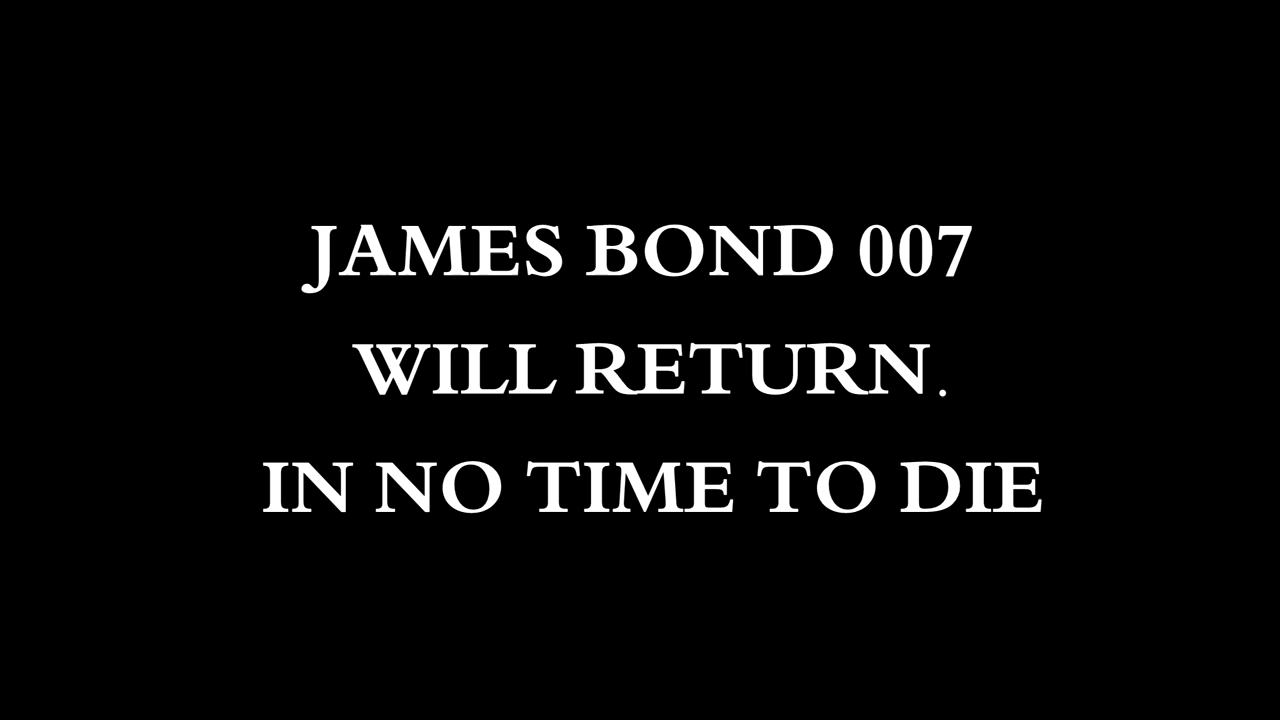 JAMES BOND 007
WILL RETURN.
IN NO TIME TO DIE